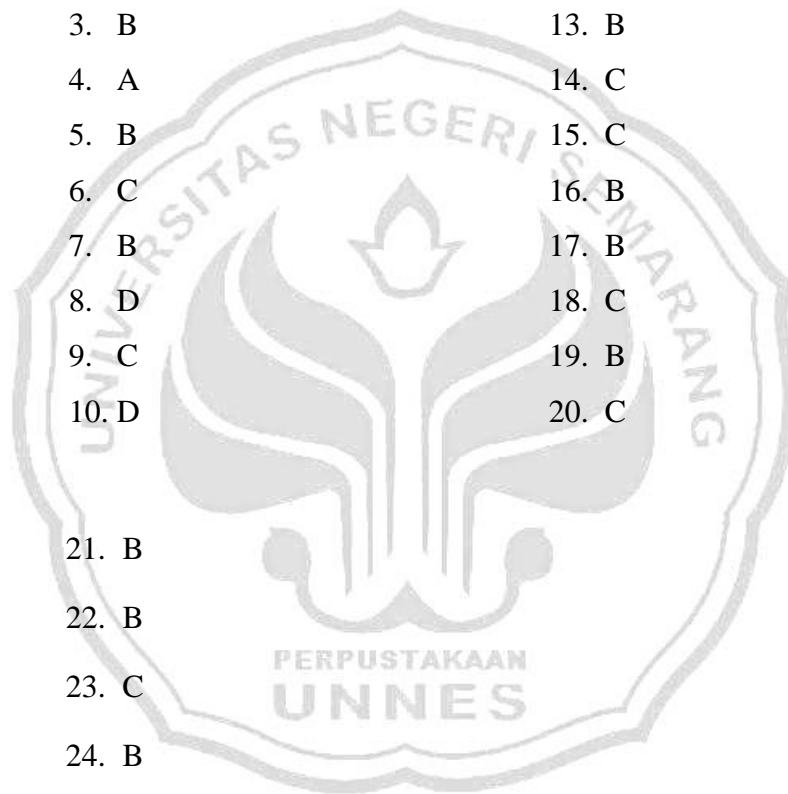 3. B
4. A
5. B
6. C
7. B
8. D
9. C
10. D
13. B
14. C
15. C
16. B
17. B
18. C
19. B
20. C
21. B
22. B
23. C
24. B
UNIVERSITAS NEGERI SEMARANG
PERPUSTAKAAN
UNNES